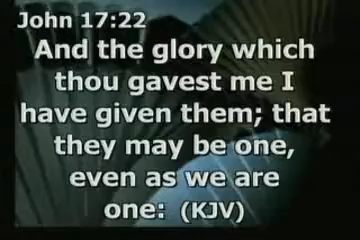 John 17:22
And the glory which
thou gavest me I
have given them; that
they may be one,
even as we are
one: (KJV)